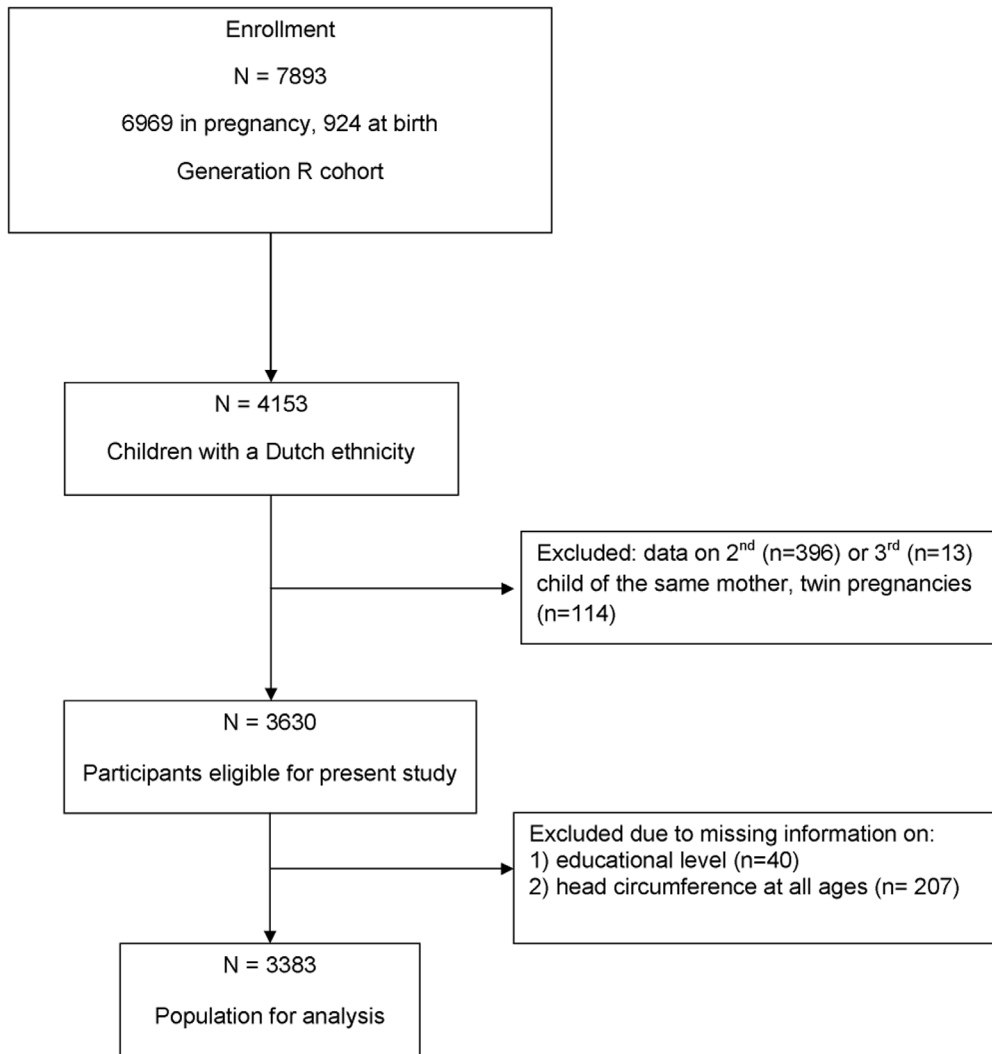 Enrollment
N = 7893
6969 in pregnancy, 924 at birth
Generation R cohort
N = 4153
Children with a Dutch ethnicity
Excluded: data on 2nd (n=396) or 3rd (n=13)
child of the same mother, twin pregnancies
(n=114)
N = 3630
Participants eligible for present study
Excluded due to missing information on:
1) educational level (n=40)
2) head circumference at all ages (n= 207)
N = 3383
Population for analysis